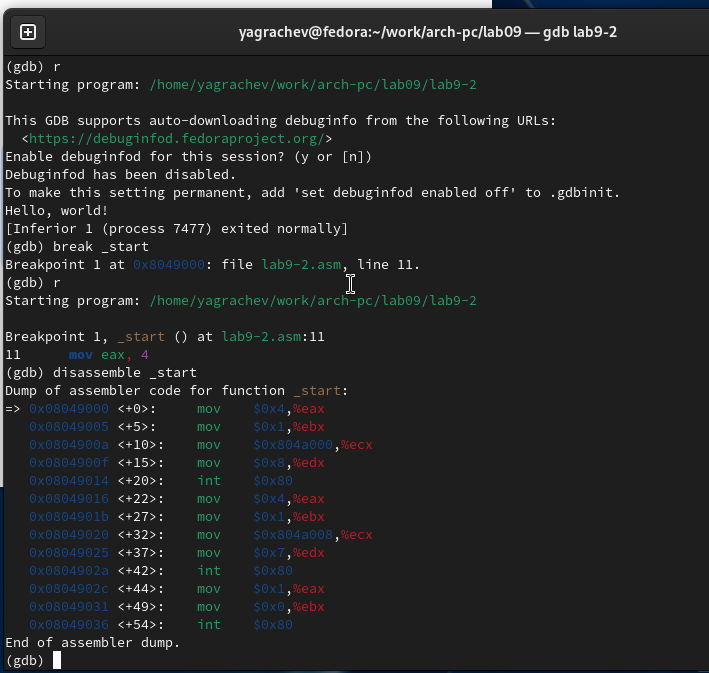 yagrachev@fedora:~/work/arch-pc/lab09 — gdb lab9-2
(gdb) r
Starting program: /home/yagrachev/work/arch-pc/lab09/lab9-2
This GDB supports auto-downloading debuginfo from the following URLs:
<https://debuginfod.fedoraproject.org/>
Enable debuginfod for this session? (y or [n])
Debuginfod has been disabled.
To make this setting permanent, add 'set debuginfod enabled off' to .gdbinit.
Hello, world!
[Inferior 1 (process 7477) exited normally]
(gdb) break _start
Breakpoint 1 at 0x8049000: file lab9-2.asm, line 11.
(gdb) r
Starting program: /home/yagrachev/work/arch-pc/lab09/lab9-2
Breakpoint 1, _start () at lab9-2.asm:11
11 mov eax, 4
(gdb) disassemble _start
Dump of assembler code for function _start:
=> 0x08049000 <+0>: mov $0x4,%eax
0x08049005 <+5>: mov $0x1,%ebx
0x0804900a <+10>: mov $0x804a000,%ecx
0x0804900f <+15>: mov $0x8,%edx
0x08049014 <+20>: int $0x80
0x08049016 <+22>: mov $0x4,%eax
0x0804901b <+27>: mov $0x1,%ebx
0x08049020 <+32>: mov $0x804a008,%ecx
0x08049025 <+37>: mov $0x7,%edx
0x0804902a <+42>: int $0x80
0x0804902c <+44>: mov $0x1,%eax
0x08049031 <+49>: mov $0x0,%ebx
0x08049036 <+54>: int $0x80
End of assembler dump.
(gdb)